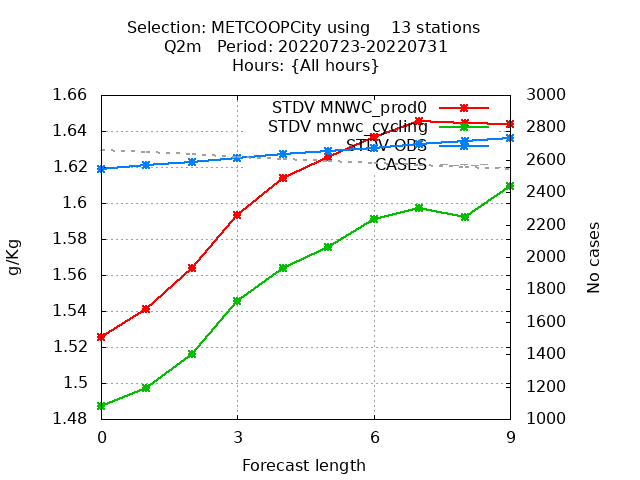 Selection: METCOOPCity using    13 stations
Q2m   Period: 20220723-20220731
Hours: {All hours}
1.66
1.64
1.62
1.6
1.58
1.56
1.54
1.52
1.5
1.48
g/Kg
STDV MNWC_prod0
STDV mnwc_cycling
STDV OBS
CASES
3000
2800
2600
2400
2200
2000
1800
1600
1400
1200
1000
No cases
0 3 6 9
Forecast length